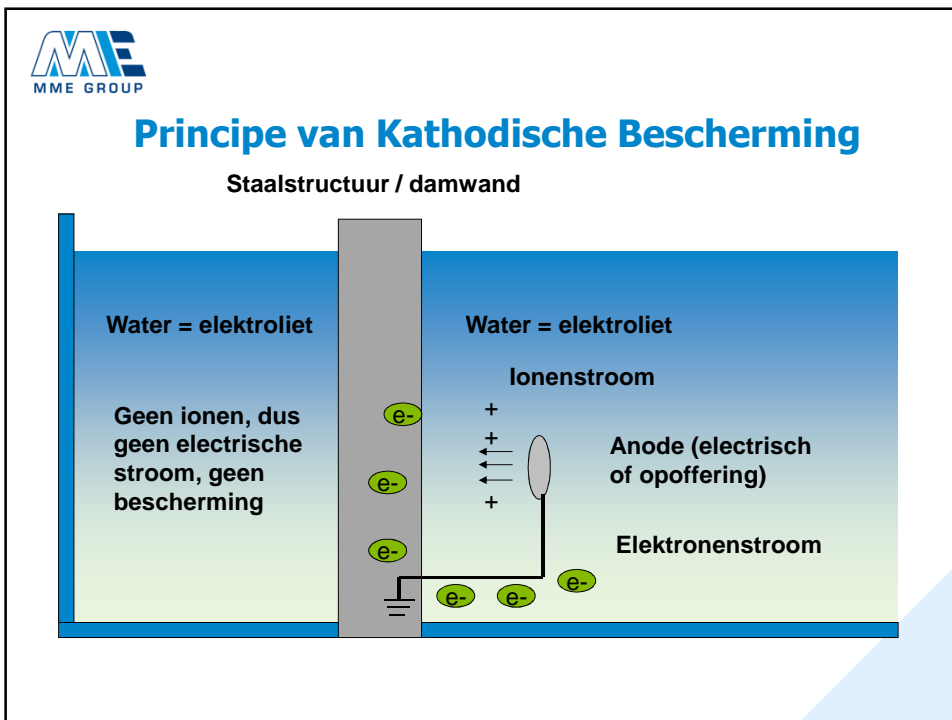 MME GROUP
Principe van Kathodische Bescherming
Staalstructuur / damwand
Water = elektroliet
Geen ionen, dus
geen electrische
stroom, geen
bescherming
Water = elektroliet
Ionenstroom
+
+
+
Anode (electrisch
of opoffering)
Elektronenstroom
e-
e-
e-
e-
e-
e-